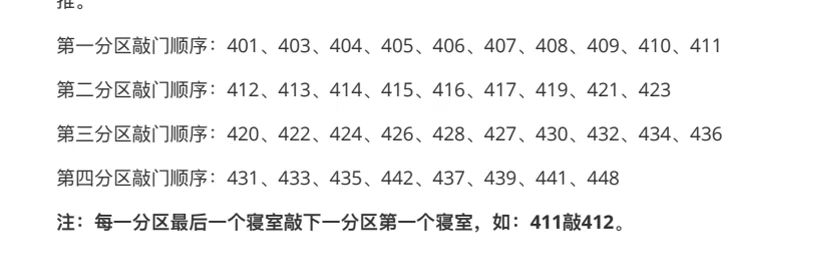 推。
第一分区敲门顺序：401、403、404、405、406、407、408、409、410、411
第二分区敲门顺序：412、413、414、415、416、417、419、421、423
第三分区敲门顺序：420、422、424、426、428、427、430、432、434、436
第四分区敲门顺序：431、433、435、442、437、439、441、448
注：每一分区最后一个寝室敲下一分区第一个寝室，如：411敲412。